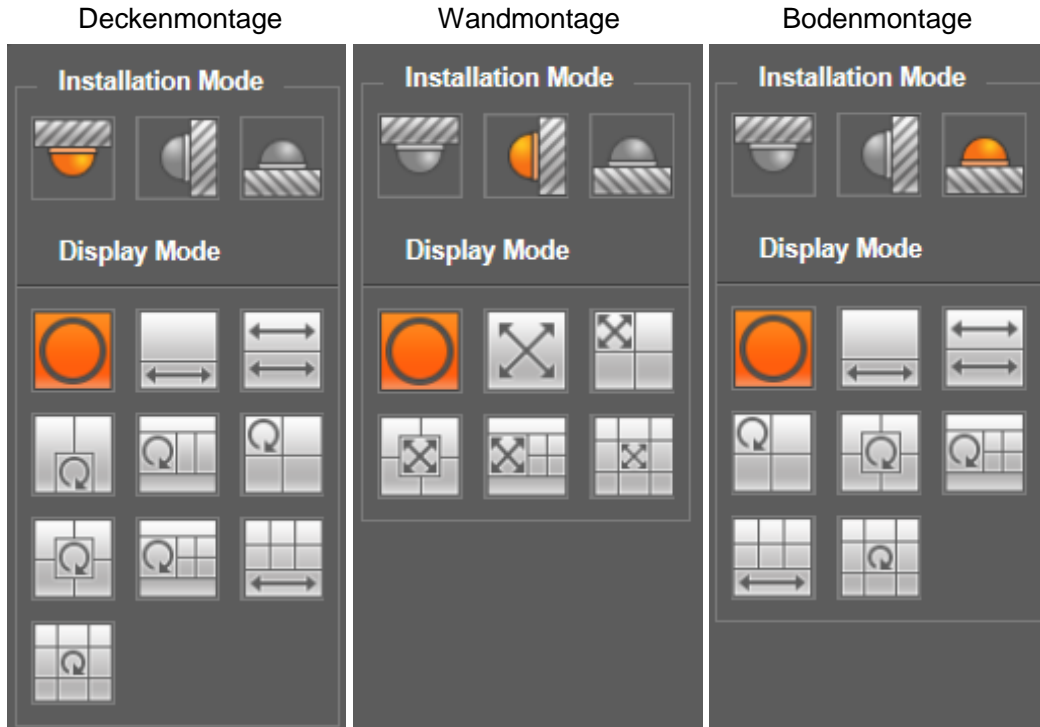 Deckenmontage
Installation Mode
Display Mode
Wandmontage
Installation Mode
Display Mode
Bodenmontage
Installation Mode
Display Mode